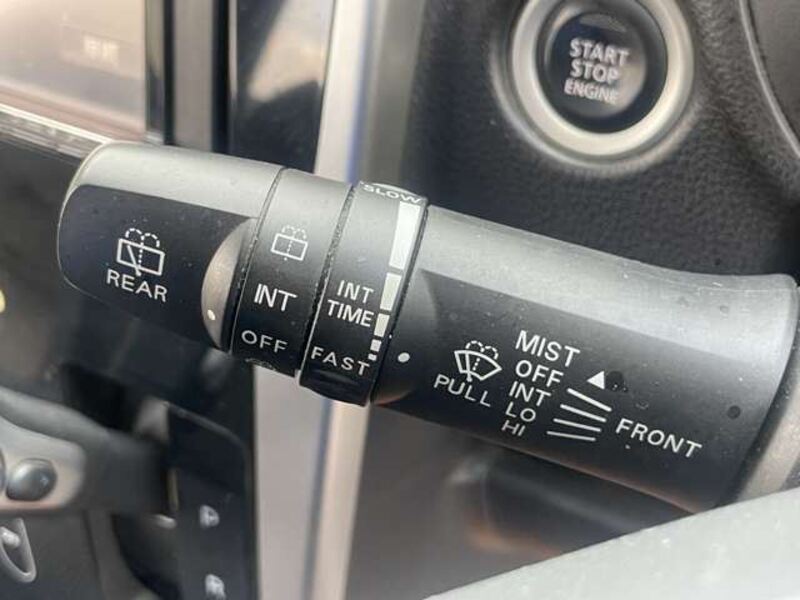 START
STOP
ENGINE
REAR
INT
OFF
SLOW
INT
TIME
FAST
PULL
MIST
OFF
INT
LO
HI
FRONT